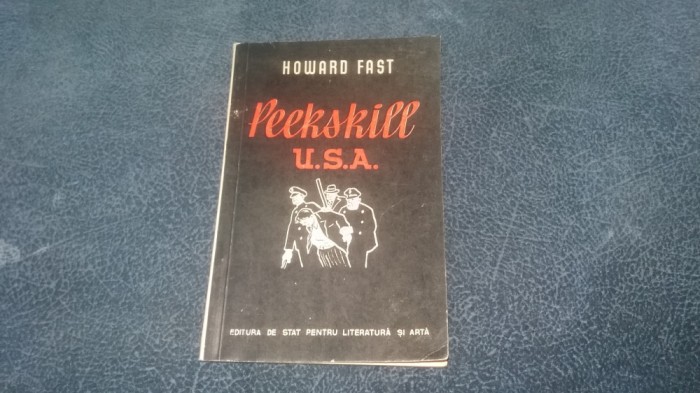 HOWARD FAST
Peekskill
U.S.A.
EDITURA DE STAT PENTRU LITERATURĂ ȘI ARTĂ